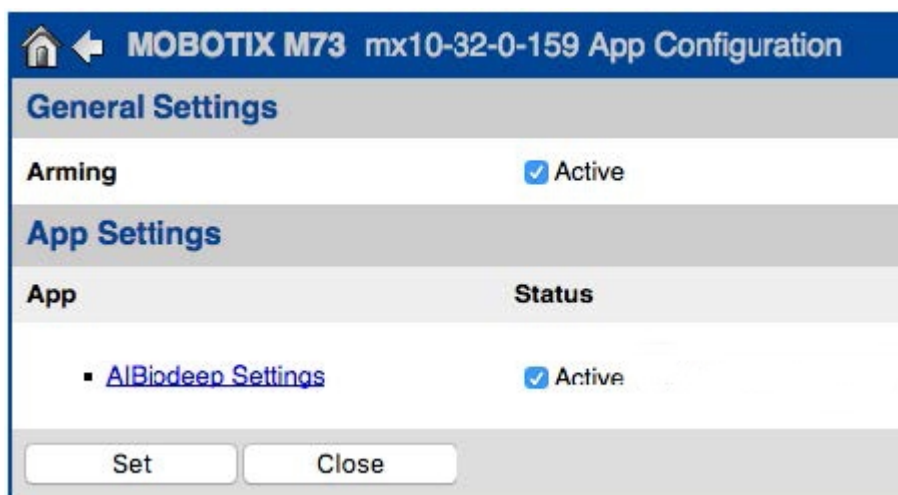 MOBOTIX M73 mx10-32-0-159 App Configuration
General Settings
Arming Active
App Settings
App Status
AIBiodeep Settings Active
Set Close